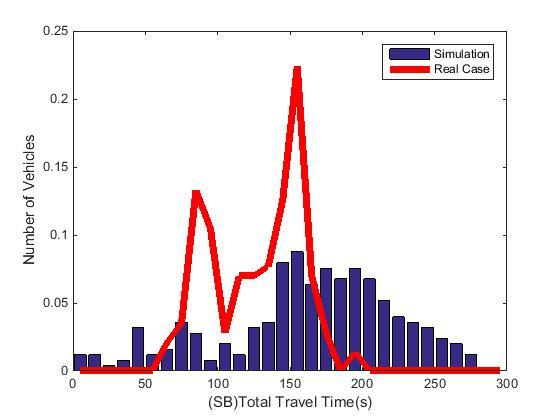 0.25
0.2
0.15
0.1
0.05
0
Number of Vehicles
Simulation
Real Case
0 50 100 150 200 250 300
(SB)Total Travel Time(s)